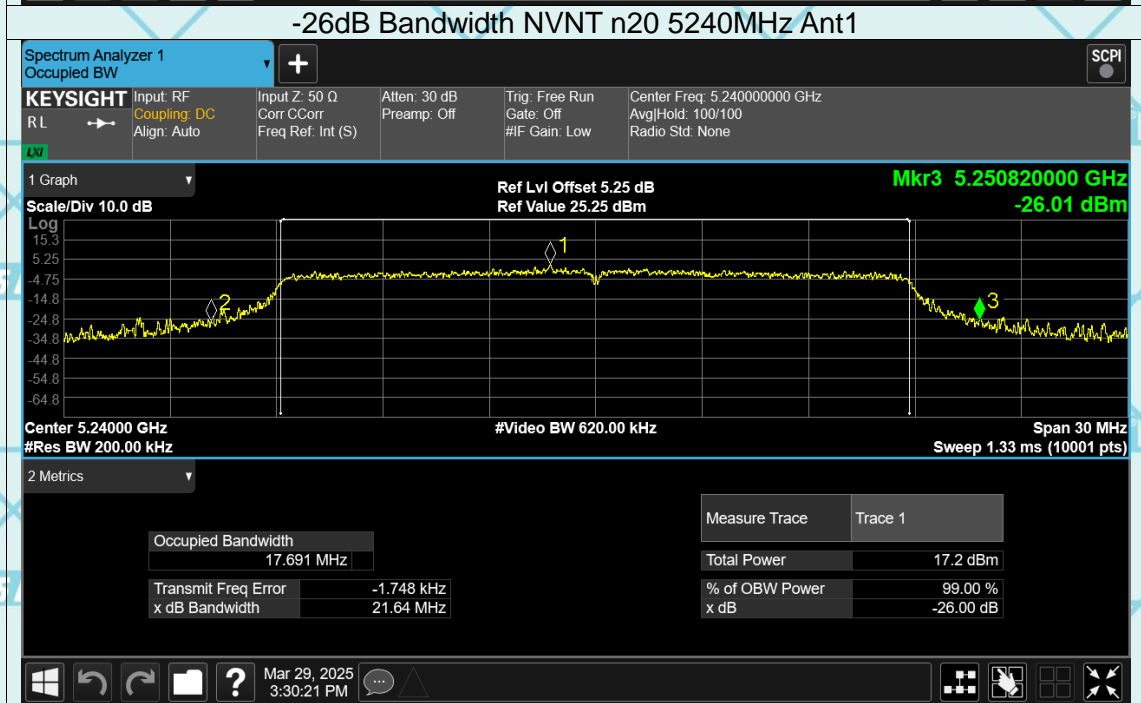 -26dB Bandwidth NVNT n20 5240MHz Ant1
Spectrum Analyzer 1
Occupied BW
SCPI
KEYSIGHT
RL
LXI
Input: RF
Coupling: DC
Align: Auto
Input Z: 50 Ω
Corr CCorr
Freq Ref: Int (S)
Atten: 30 dB
Preamp: Off
Trig: Free Run
Gate: Off
#IF Gain: Low
Center Freq: 5.240000000 GHz
Avg|Hold: 100/100
Radio Std: None
1 Graph
Scale/Div 10.0 dB
Ref Lvl Offset 5.25 dB
Ref Value 25.25 dBm
Mkr3 5.250820000 GHz
-26.01 dBm
Log
15.3
5.25
-4.75
-14.8
-24.8
-34.8
-44.8
-54.8
-64.8
1
2
3
Center 5.24000 GHz
#Video BW 620.00 kHz
Span 30 MHz
#Res BW 200.00 kHz
Sweep 1.33 ms (10001 pts)
2 Metrics
Measure Trace Trace 1
Occupied Bandwidth
17.691 MHz
Total Power 17.2 dBm
Transmit Freq Error -1.748 kHz
% of OBW Power 99.00 %
x dB Bandwidth 21.64 MHz
x dB -26.00 dB
Mar 29, 2025
3:30:21 PM